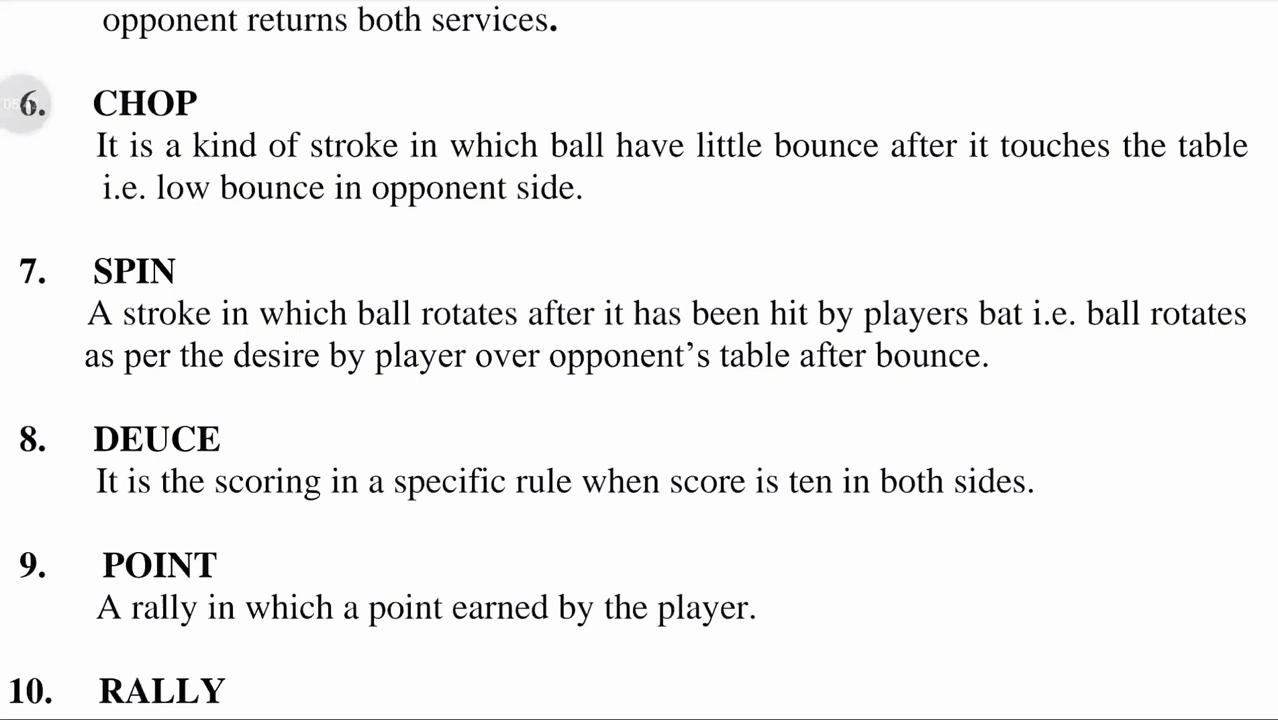 opponent returns both services.
6. CHOP
It is a kind of stroke in which ball have little bounce after it touches the table
i.e. low bounce in opponent side.
7. SPIN
A stroke in which ball rotates after it has been hit by players bat i.e. ball rotates
as per the desire by player over opponent’s table after bounce.
8. DEUCE
It is the scoring in a specific rule when score is ten in both sides.
9. POINT
A rally in which a point earned by the player.
10. RALLY